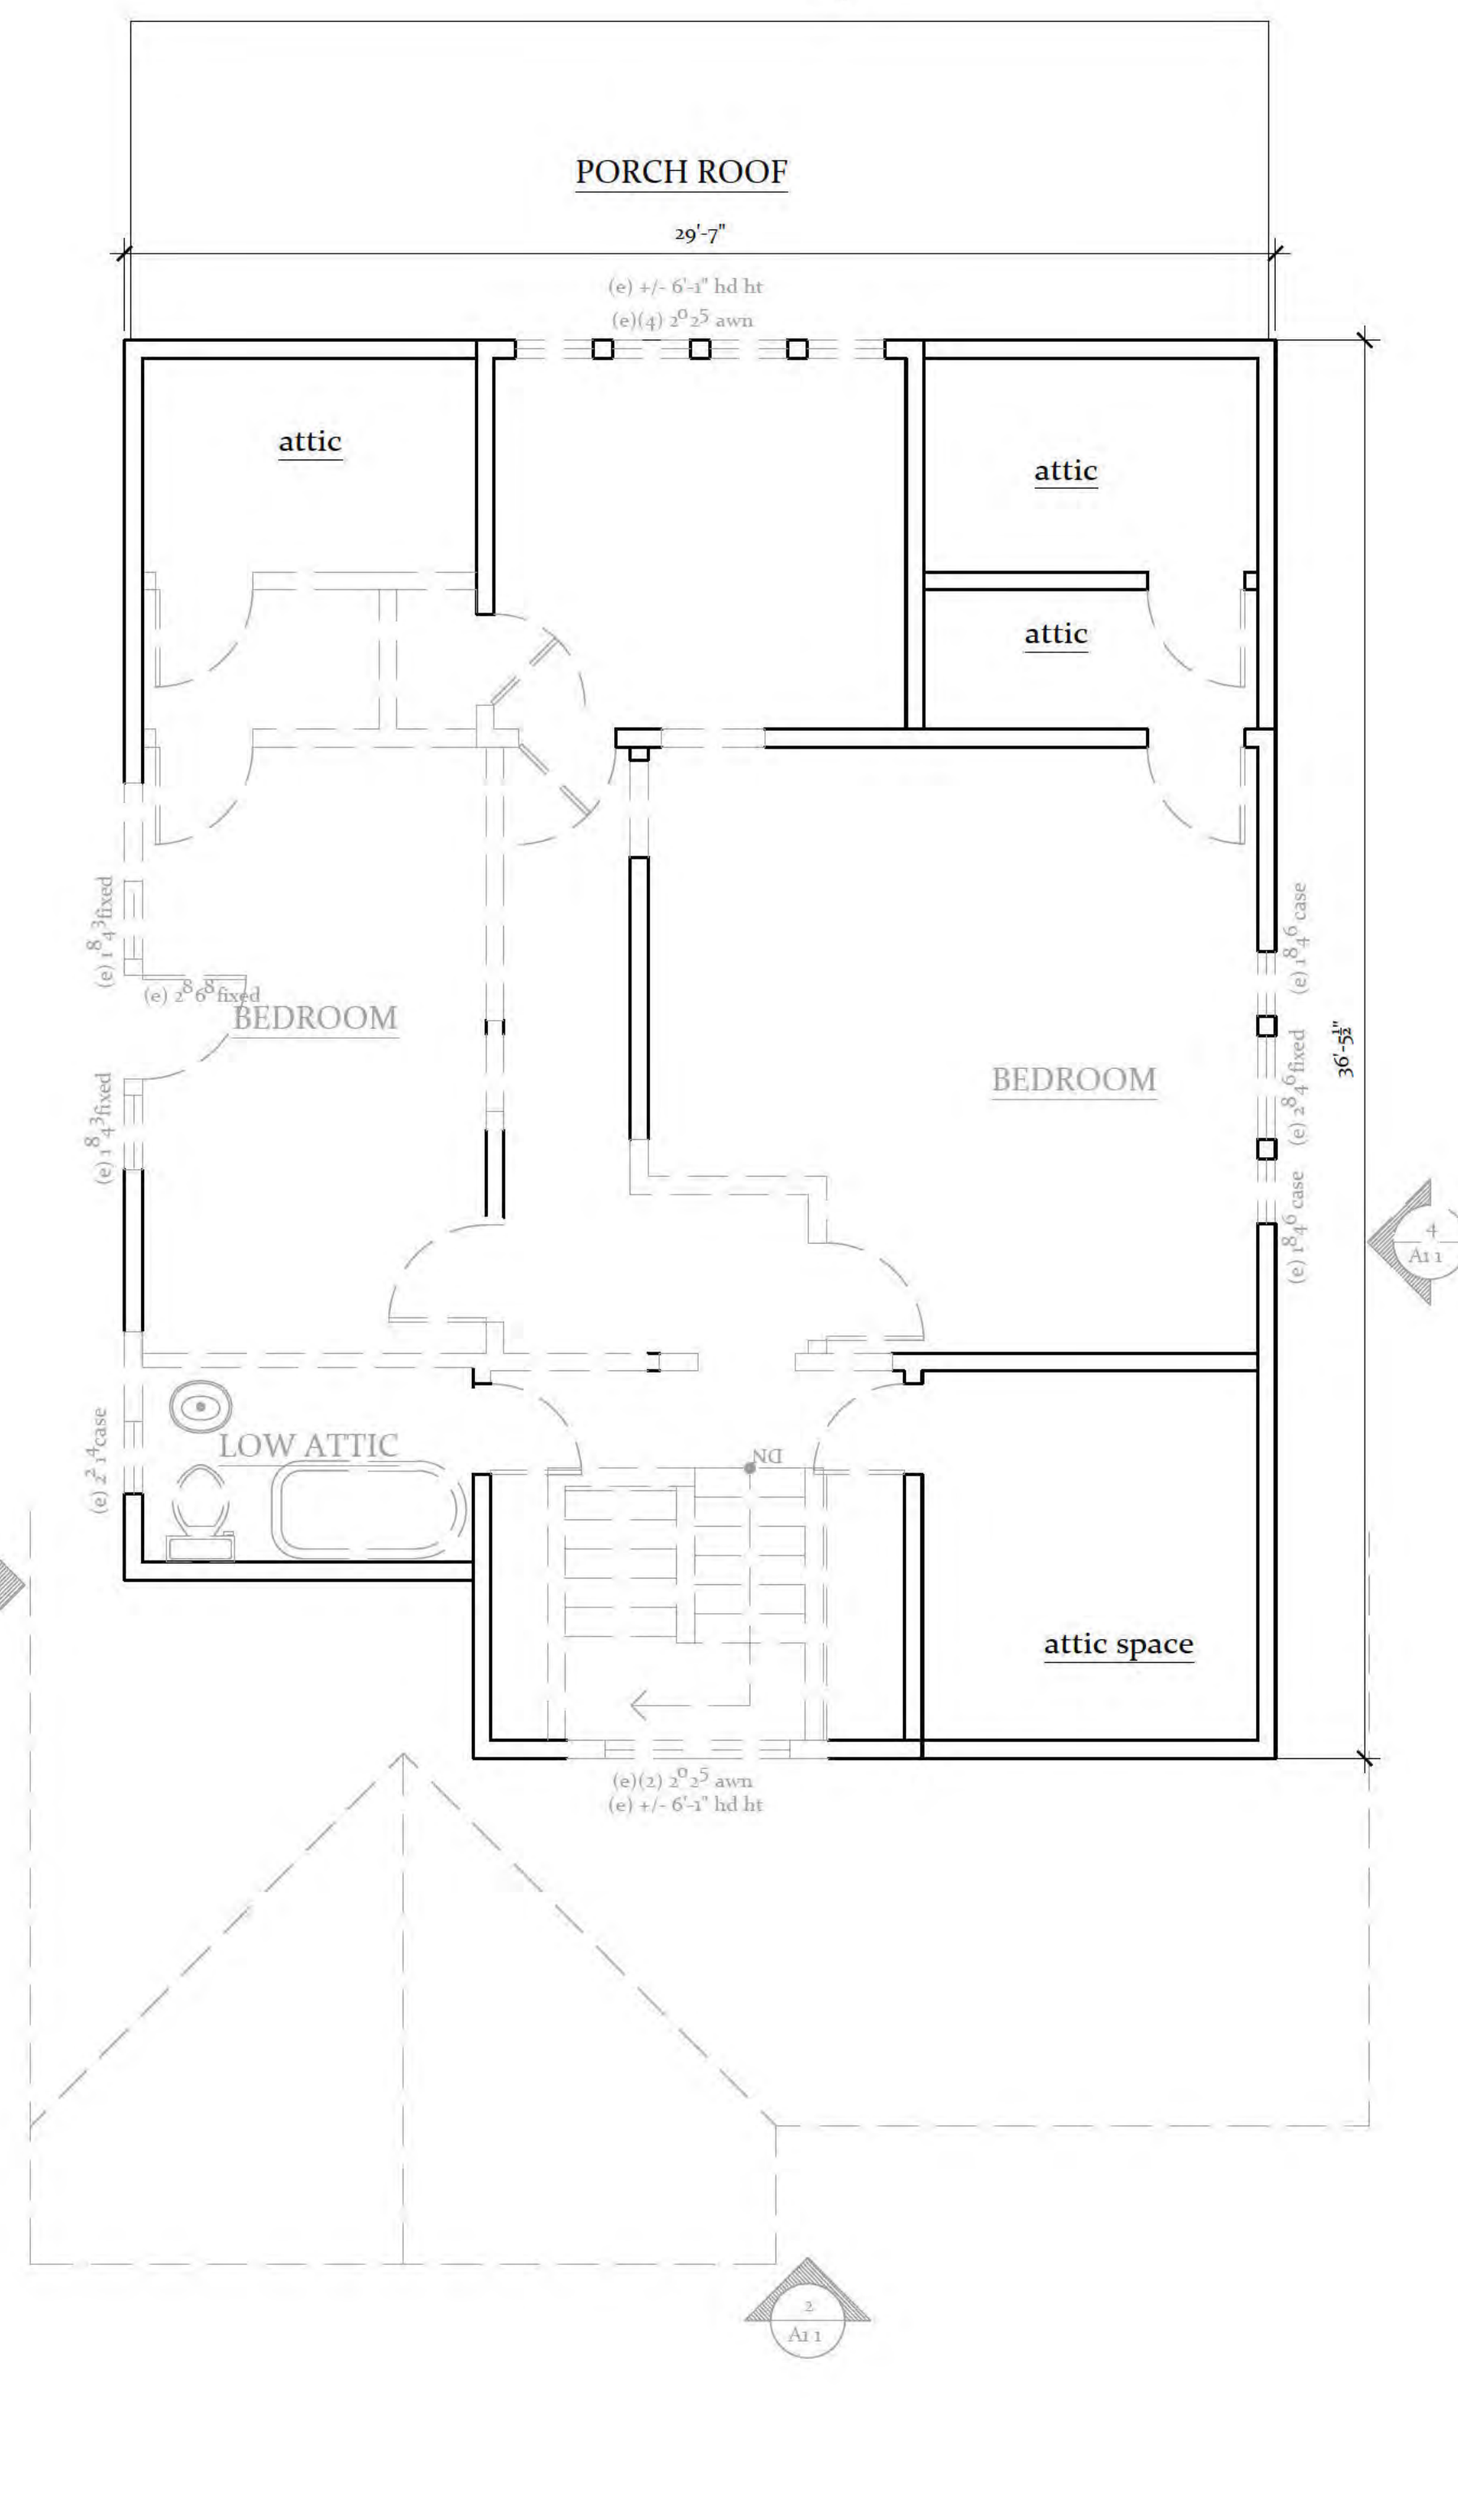 PORCH ROOF
29'-7"
(e) +/- 6'-1" hd ht
(e)(4) 2⁰2⁵ awn
attic
attic
attic
(e) 1⁸4³fixed
(e) 1⁸4⁶ case
(e) 2⁸6⁸fixed
BEDROOM
36'-5½"
(e) 2⁸4⁶fixed
BEDROOM
(e) 1⁸4³fixed
(e) 1⁸4⁶ case
4
A1 1
(e) 2² 1⁴case
LOW ATTIC
DN
attic space
(e)(2) 2⁰2⁵ awn
(e) +/- 6'-1" hd ht
2
A1 1